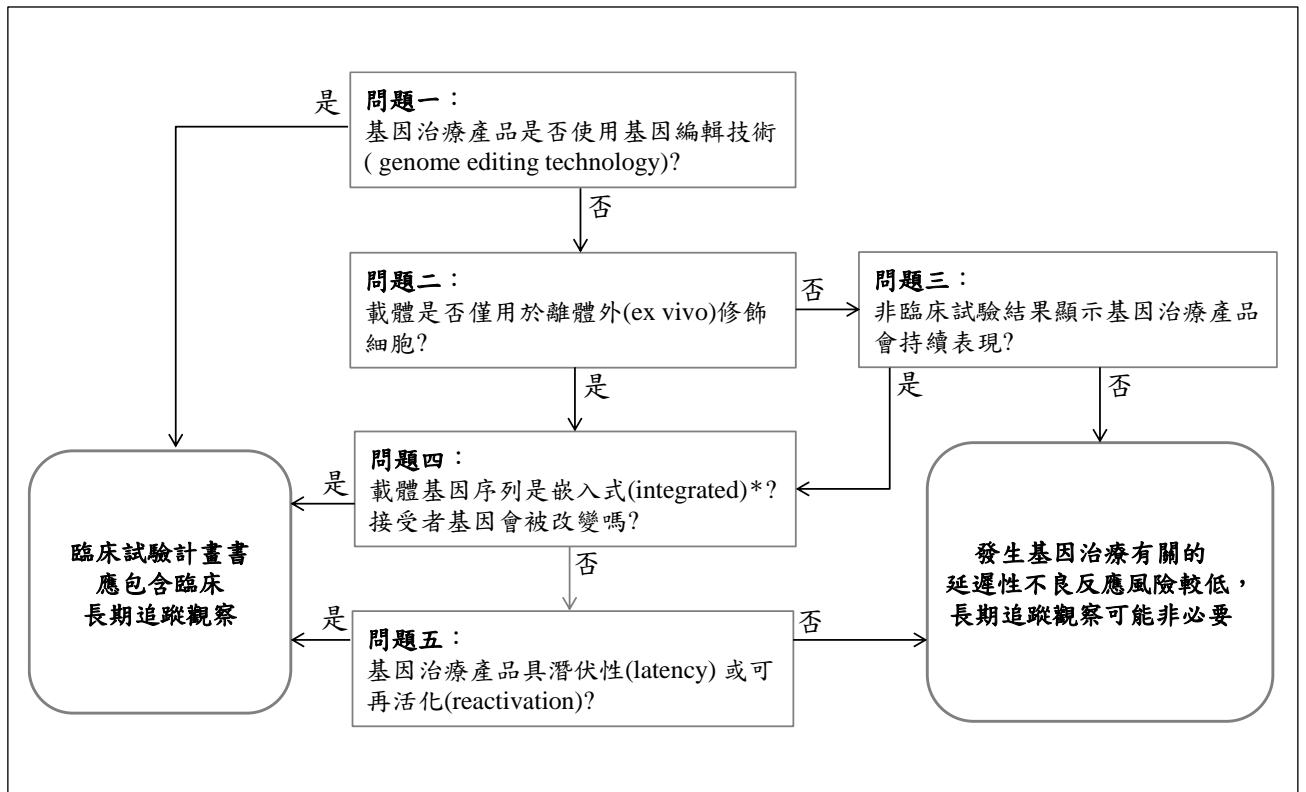 是
問題一：
基因治療產品是否使用基因編輯技術
( genome editing technology)?
否
問題二：
載體是否僅用於離體外(ex vivo)修飾
細胞?
否
問題三：
非臨床試驗結果顯示基因治療產品
會持續表現?
是
是
否
問題四：
載體基因序列是嵌入式(integrated)*?
接受者基因會被改變嗎?
是
否
臨床試驗計畫書
應包含臨床
長期追蹤觀察
發生基因治療有關的
延遲性不良反應風險較低，
長期追蹤觀察可能非必要
是
問題五：
基因治療產品具潛伏性(latency) 或可
再活化(reactivation)?
否